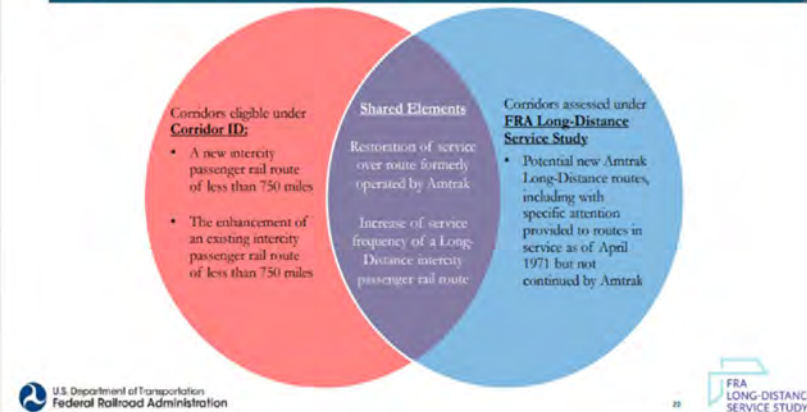 Corridors eligible under
Corridor ID:
• A new intercity
passenger rail route
of less than 750 miles
• The enhancement of
an existing intercity
passenger rail route
of less than 750 miles
Shared Elements
Restoration of service
over route formerly
operated by Amtrak
Increase of service
frequency of a Long-
Distance intercity
passenger rail route
Corridors assessed under
FRA Long-Distance
Service Study
• Potential new Amtrak
Long-Distance routes,
including with
specific attention
provided to routes in
service as of April
1971 but not
continued by Amtrak
U.S. Department of Transportation
Federal Railroad Administration
20
FRA
LONG-DISTANC
SERVICE STUDY